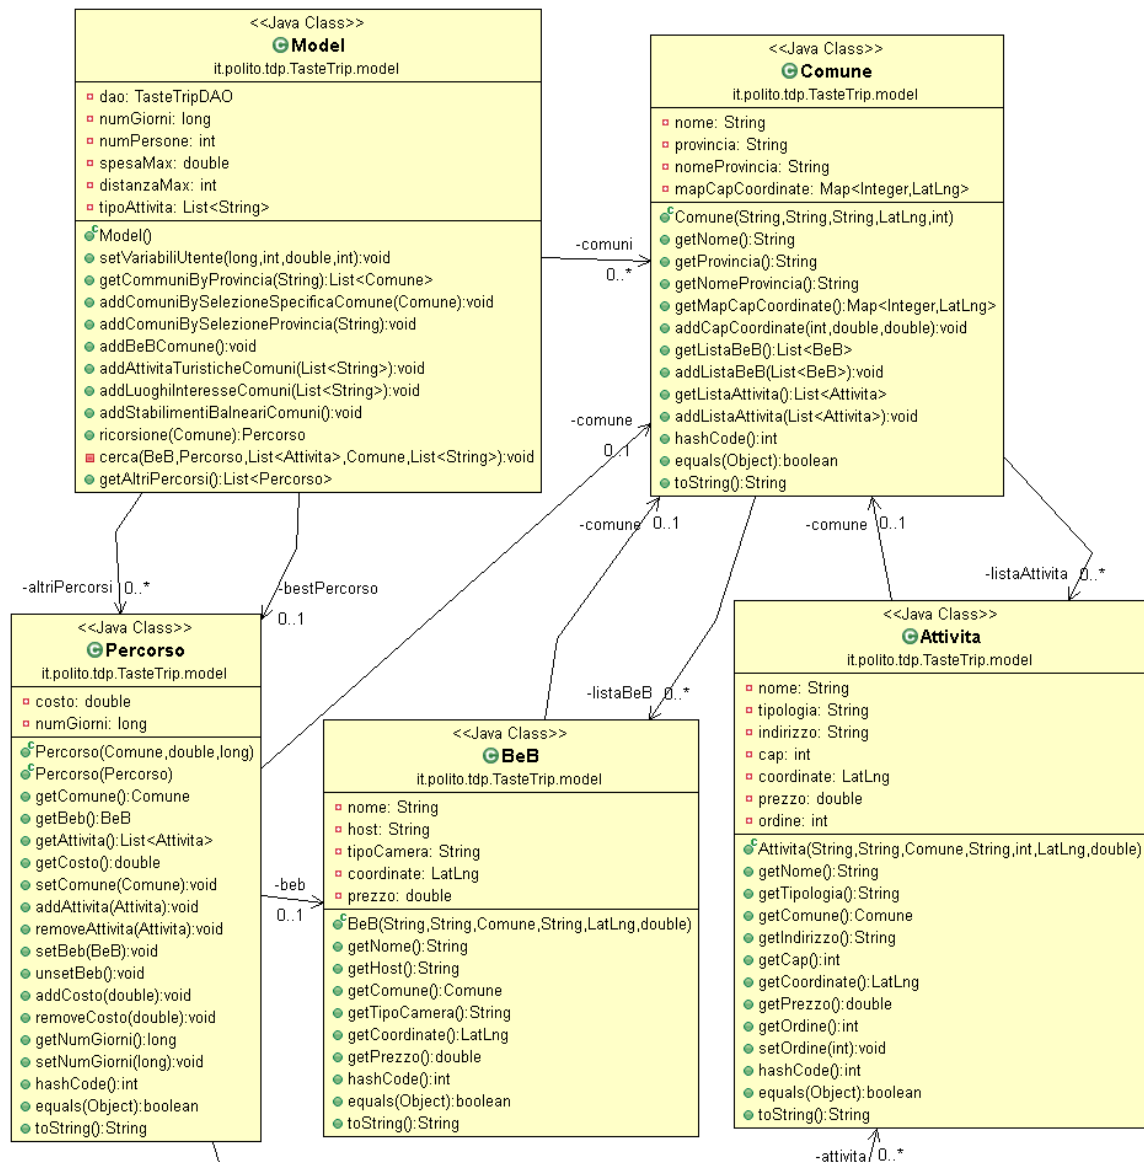 <<Java Class>>
Model
it.polito.tdp.TasteTrip.model
dao: TasteTripDAO
numGiorni: long
numPersone: int
spesaMax: double
distanzaMax: int
tipoAttivita: List<String>
Model()
setVariabiliUtente(long,int,double,int):void
getCommuniByProvincia(String):List<Comune>
addComuniBySelezioneSpecificaComune(Comune):void
addComuniBySelezioneProvincia(String):void
addBeBComune():void
addAttivitaTuristicheComuni(List<String>):void
addLuoghiInteresseComuni(List<String>):void
addStabilimentiBalneariComuni():void
ricorsione(Comune):Percorso
cerca(BeB,Percorso,List<Attivita>,Comune,List<String>):void
getAltriPercorsi():List<Percorso>
-comuni
0..*
<<Java Class>>
Comune
it.polito.tdp.TasteTrip.model
nome: String
provincia: String
nomeProvincia: String
mapCapCoordinate: Map<Integer,LatLng>
Comune(String,String,String,LatLng,int)
getNome():String
getProvincia():String
getNomeProvincia():String
getMapCapCoordinate():Map<Integer,LatLng>
addCapCoordinate(int,double,double):void
getListaBeB():List<BeB>
addListaBeB(List<BeB>):void
getListaAttivita():List<Attivita>
addListaAttivita(List<Attivita>):void
hashCode():int
equals(Object):boolean
toString():String
-comune
0..1
-comune 0..1
-comune 0..1
-altriPercorsi 0..*
-bestPercorso
0..1
-listaBeB 0..*
-listaAttivita 0..*
<<Java Class>>
Percorso
it.polito.tdp.TasteTrip.model
costo: double
numGiorni: long
Percorso(Comune,double,long)
Percorso(Percorso)
getComune():Comune
getBeb():BeB
getAttivita():List<Attivita>
getCosto():double
setComune(Comune):void
addAttivita(Attivita):void
removeAttivita(Attivita):void
setBeb(BeB):void
unsetBeb():void
addCosto(double):void
removeCosto(double):void
getNumGiorni():long
setNumGiorni(long):void
hashCode():int
equals(Object):boolean
toString():String
-beb
0..1
<<Java Class>>
BeB
it.polito.tdp.TasteTrip.model
nome: String
host: String
tipoCamera: String
coordinate: LatLng
prezzo: double
BeB(String,String,Comune,String,LatLng,double)
getNome():String
getHost():String
getComune():Comune
getTipoCamera():String
getCoordinate():LatLng
getPrezzo():double
hashCode():int
equals(Object):boolean
toString():String
<<Java Class>>
Attivita
it.polito.tdp.TasteTrip.model
nome: String
tipologia: String
indirizzo: String
cap: int
coordinate: LatLng
prezzo: double
ordine: int
Attivita(String,String,Comune,String,int,LatLng,double)
getNome():String
getTipologia():String
getComune():Comune
getIndirizzo():String
getCap():int
getCoordinate():LatLng
getPrezzo():double
getOrdine():int
setOrdine(int):void
hashCode():int
equals(Object):boolean
toString():String
-attivita 0..*